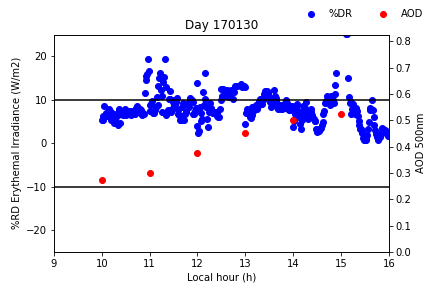 %DR AOD
Day 170130
%RD Erythermal Irradiance (W/m2)
20
10
0
−10
−20
0.8
0.7
0.6
0.5
0.4
0.3
0.2
0.1
0.0
AOD 500nm
9 10 11 12 13 14 15 16
Local hour (h)